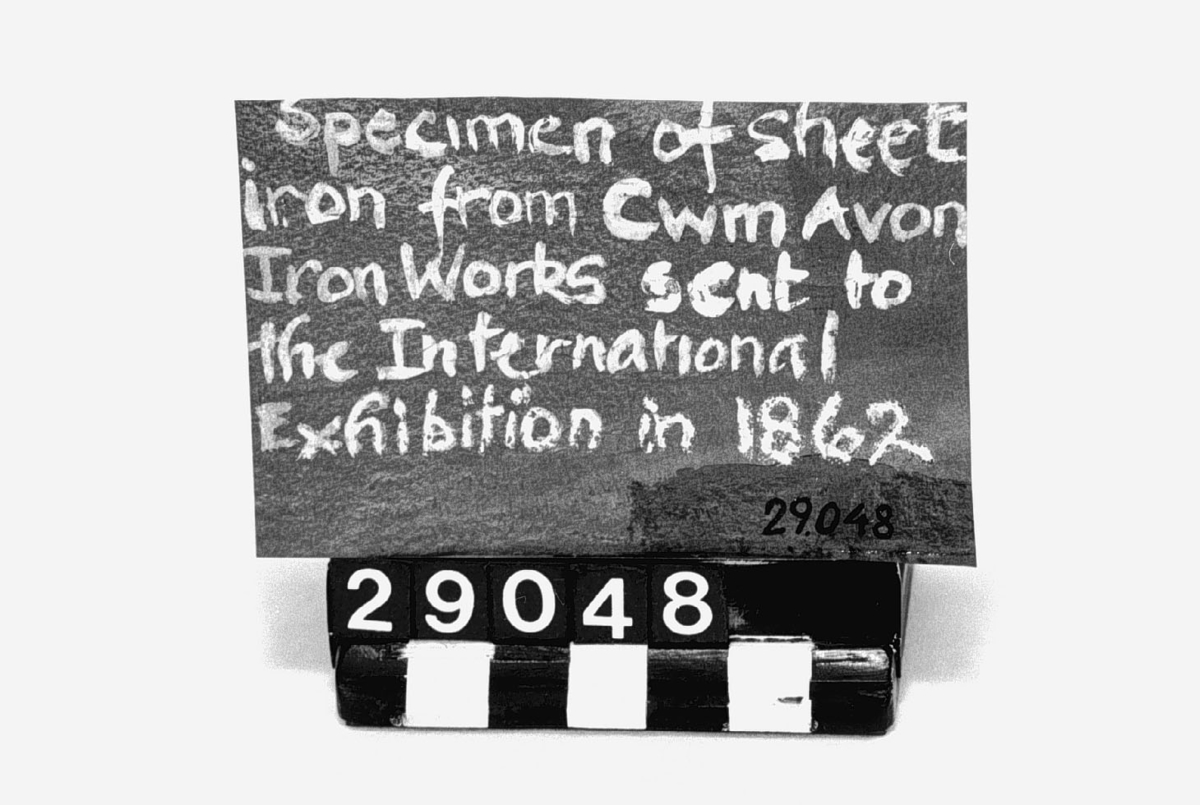 Specimen of sheet
iron from Cwm Avon
Iron Works sent to
the International
Exhibition in 1862
29.048
29048